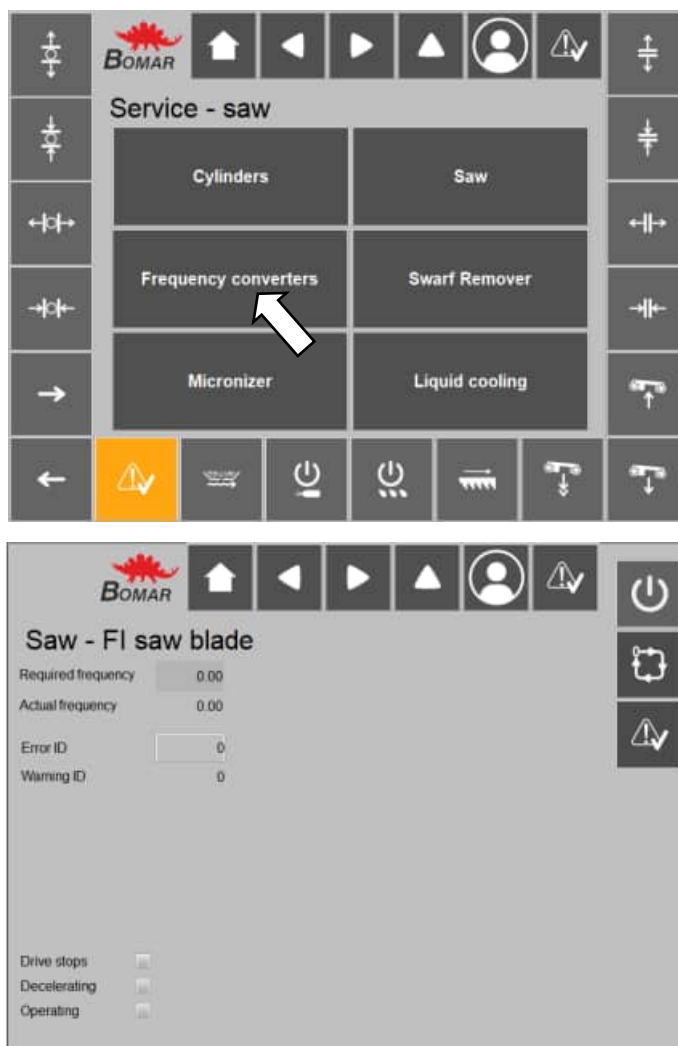 BOMAR
Service - saw
Cylinders
Saw
Frequency converters
Swarf Remover
Micronizer
Liquid cooling
BOMAR
Saw - FI saw blade
Required frequency 0.00
Actual frequency 0.00
Error ID 0
Warning ID 0
Drive stops
Decelerating
Operating